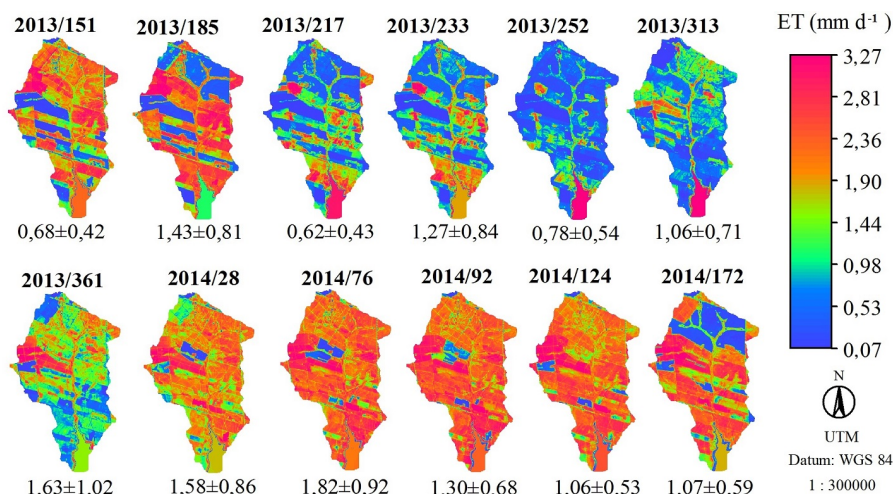 2013/151 2013/185 2013/217 2013/233 2013/252 2013/313
0,68±0,42 1,43±0,81 0,62±0,43 1,27±0,84 0,78±0,54 1,06±0,71
2013/361 2014/28 2014/76 2014/92 2014/124 2014/172
1,63±1,02 1,58±0,86 1,82±0,92 1,30±0,68 1,06±0,53 1,07±0,59
ET (mm d⁻¹ )
3,27
2,81
2,36
1,90
1,44
0,98
0,53
0,07
N
UTM
Datum: WGS 84
1 : 300000